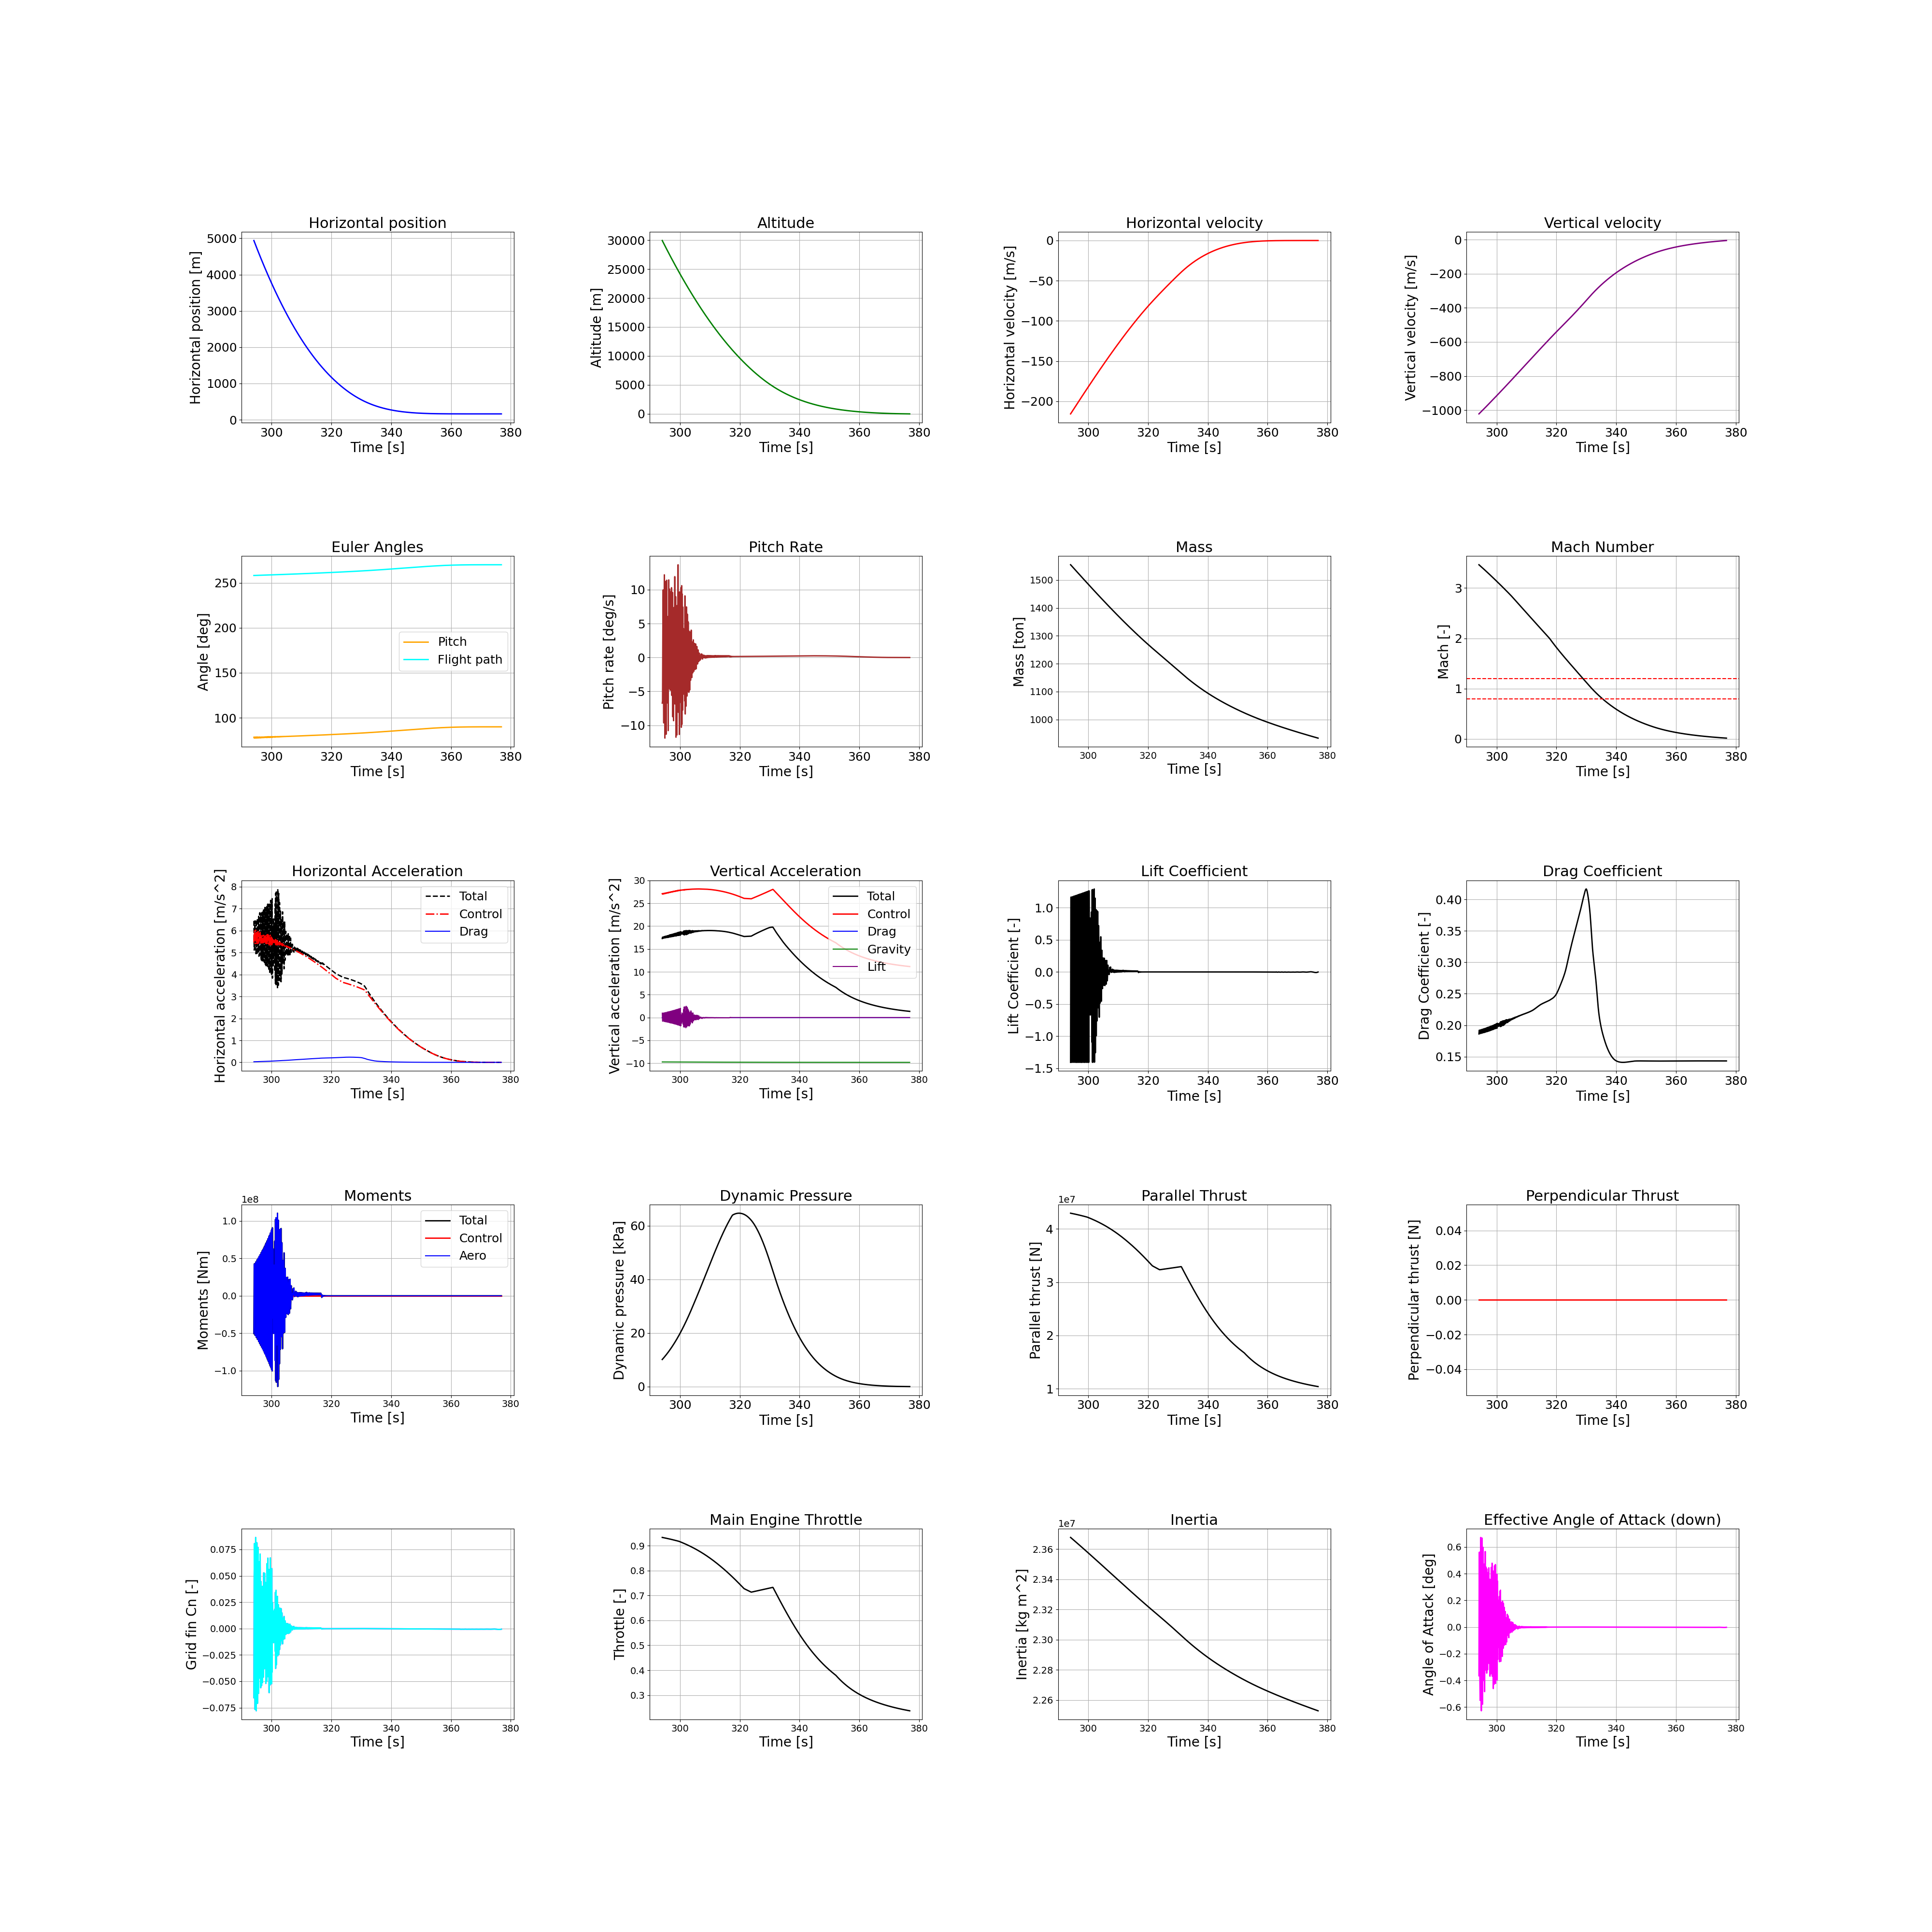 Horizontal position
Horizontal position [m]
5000
4000
3000
2000
1000
0
300 320 340 360 380
Time [s]
Altitude
Altitude [m]
30000
25000
20000
15000
10000
5000
0
300 320 340 360 380
Time [s]
Horizontal velocity
Horizontal velocity [m/s]
0
−50
−100
−150
−200
300 320 340 360 380
Time [s]
Vertical velocity
Vertical velocity [m/s]
0
−200
−400
−600
−800
−1000
300 320 340 360 380
Time [s]
Euler Angles
Angle [deg]
250
200
150
100
Pitch
Flight path
300 320 340 360 380
Time [s]
Pitch Rate
Pitch rate [deg/s]
10
5
0
−5
−10
300 320 340 360 380
Time [s]
Mass
Mass [ton]
1500
1400
1300
1200
1100
1000
300 320 340 360 380
Time [s]
Mach Number
Mach [-]
3
2
1
0
300 320 340 360 380
Time [s]
Horizontal Acceleration
Horizontal acceleration [m/s^2]
8
7
6
5
4
3
2
1
0
Total
Control
Drag
300 320 340 360 380
Time [s]
Vertical Acceleration
Vertical acceleration [m/s^2]
30
25
20
15
10
5
0
−5
−10
Total
Control
Drag
Gravity
Lift
300 320 340 360 380
Time [s]
Lift Coefficient
Lift Coefficient [-]
1.0
0.5
0.0
−0.5
−1.0
−1.5
300 320 340 360 380
Time [s]
Drag Coefficient
Drag Coefficient [-]
0.40
0.35
0.30
0.25
0.20
0.15
300 320 340 360 380
Time [s]
Moments
1e8
Moments [Nm]
1.0
0.5
0.0
−0.5
−1.0
Total
Control
Aero
300 320 340 360 380
Time [s]
Dynamic Pressure
Dynamic pressure [kPa]
60
40
20
0
300 320 340 360 380
Time [s]
Parallel Thrust
1e7
Parallel thrust [N]
4
3
2
1
300 320 340 360 380
Time [s]
Perpendicular Thrust
Perpendicular thrust [N]
0.04
0.02
0.00
−0.02
−0.04
300 320 340 360 380
Time [s]
Grid fin Cn [-]
0.075
0.050
0.025
0.000
−0.025
−0.050
−0.075
300 320 340 360 380
Time [s]
Main Engine Throttle
Throttle [-]
0.9
0.8
0.7
0.6
0.5
0.4
0.3
300 320 340 360 380
Time [s]
Inertia
1e7
Inertia [kg m^2]
2.36
2.34
2.32
2.30
2.28
2.26
300 320 340 360 380
Time [s]
Effective Angle of Attack (down)
Angle of Attack [deg]
0.6
0.4
0.2
0.0
−0.2
−0.4
−0.6
300 320 340 360 380
Time [s]